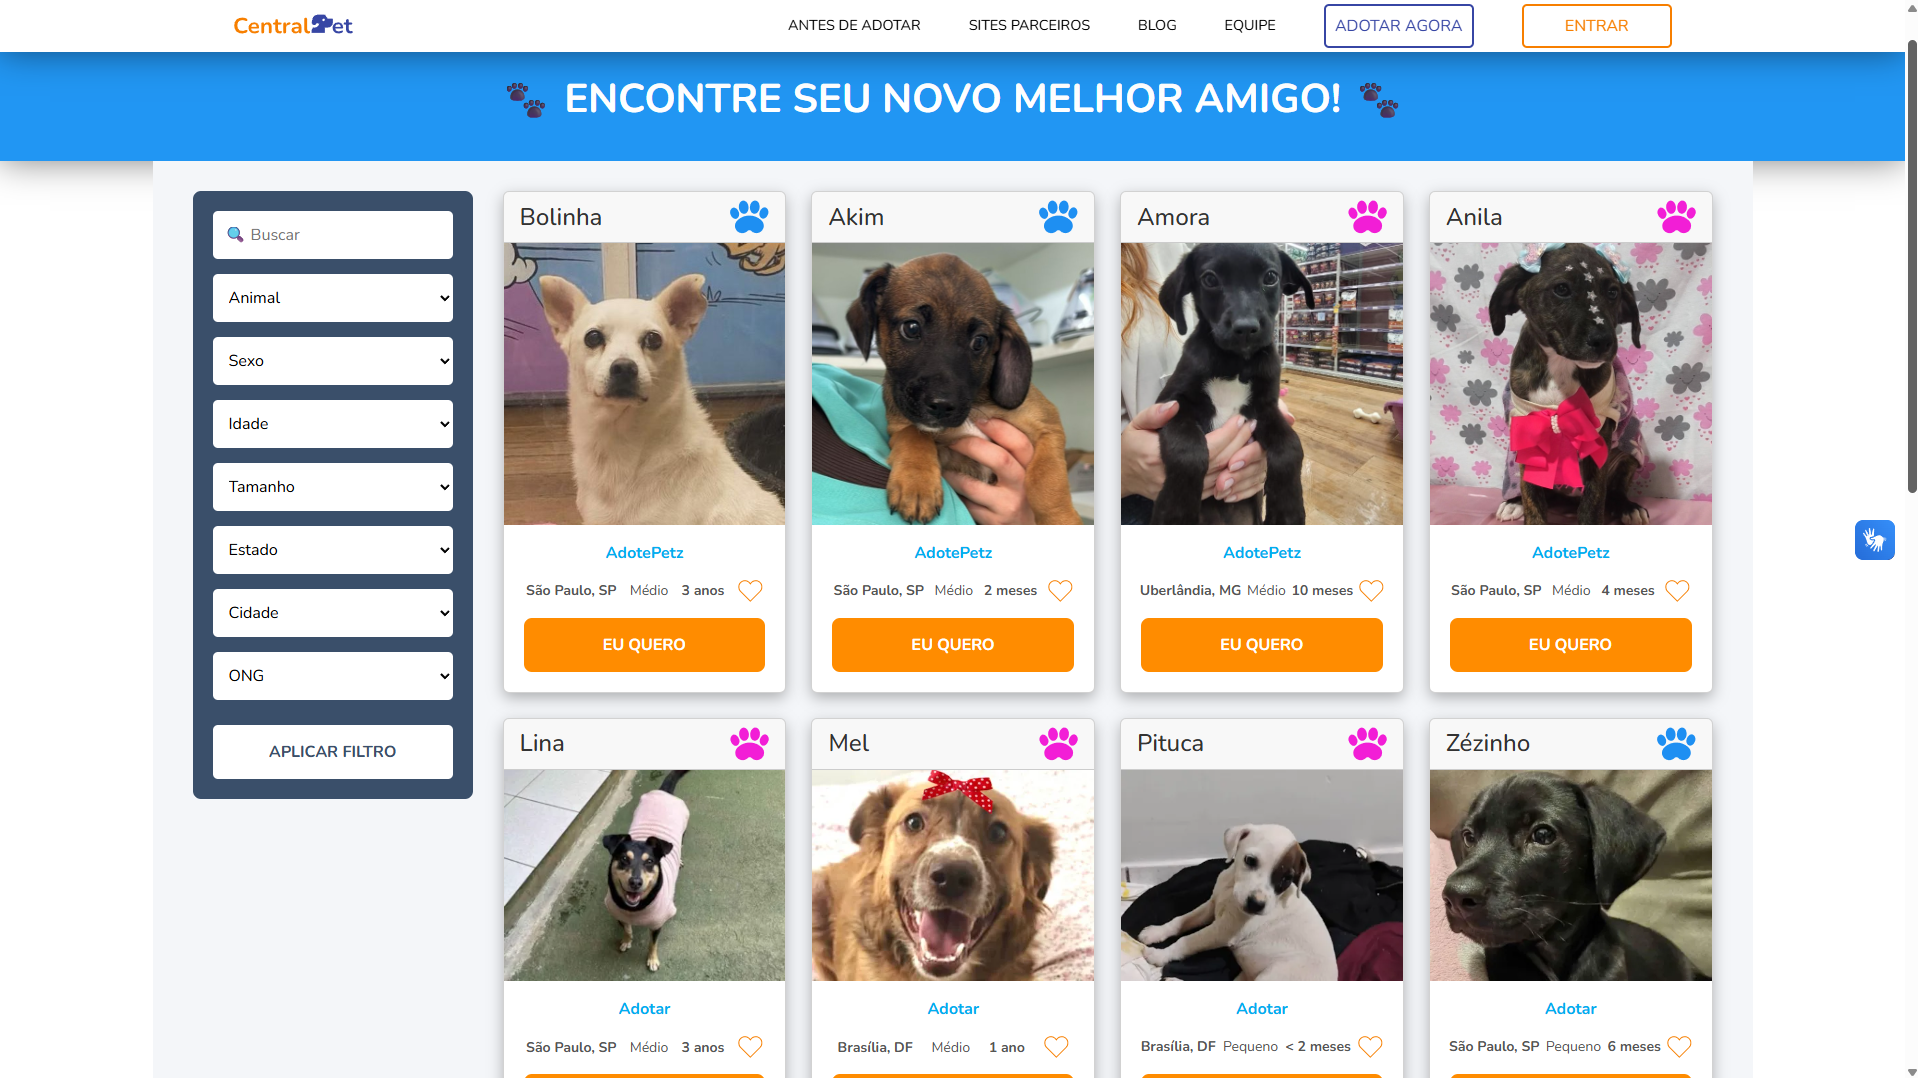 CentralPet
ANTES DE ADOTAR
SITES PARCEIROS
BLOG
EQUIPE
ADOTAR AGORA
ENTRAR
ENCONTRE SEU NOVO MELHOR AMIGO!
Buscar
Animal
Sexo
Idade
Tamanho
Estado
Cidade
ONG
APLICAR FILTRO
Bolinha
AdotePetz
São Paulo, SP Médio 3 anos
EU QUERO
Akim
AdotePetz
São Paulo, SP Médio 2 meses
EU QUERO
Amora
AdotePetz
Uberlândia, MG Médio 10 meses
EU QUERO
Anila
AdotePetz
São Paulo, SP Médio 4 meses
EU QUERO
Lina
Adotar
São Paulo, SP Médio 3 anos
Mel
Adotar
Brasília, DF Médio 1 ano
Pituca
Adotar
Brasília, DF Pequeno < 2 meses
Zézinho
Adotar
São Paulo, SP Pequeno 6 meses